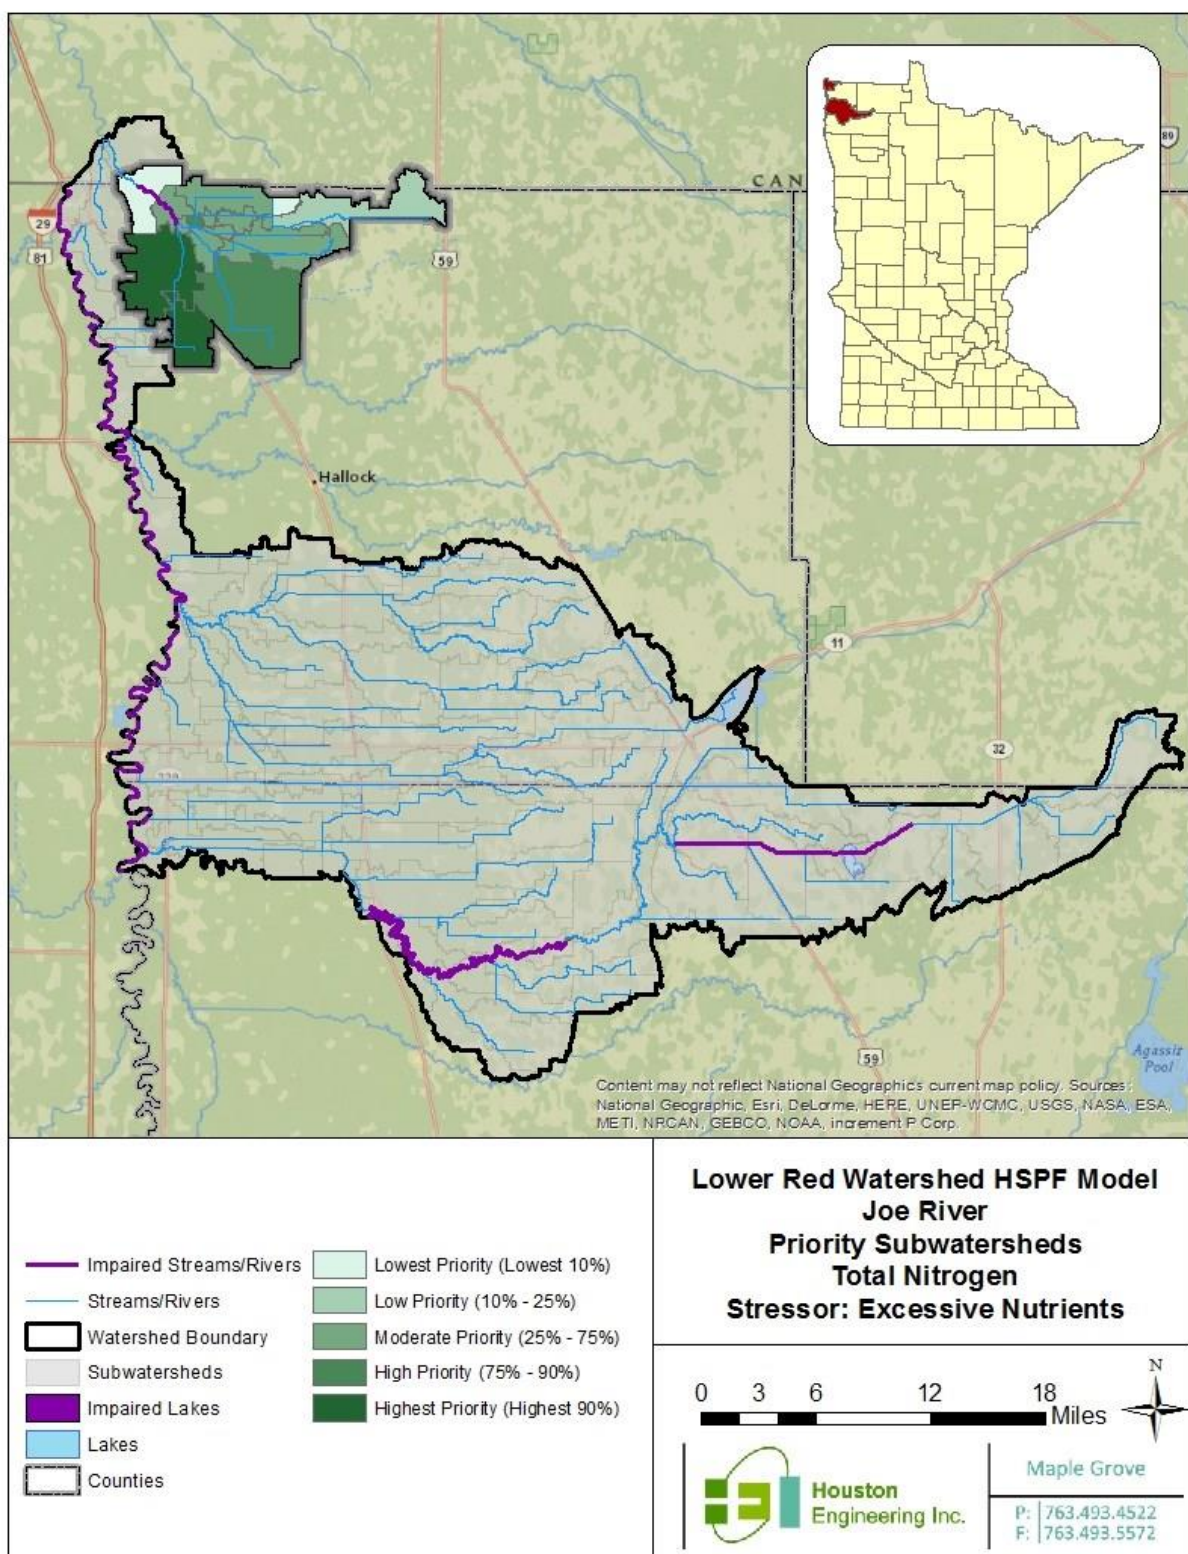 89
CAN
29
81
59
Hallock
11
32
220
59
Agassiz
Pool
Content may not reflect National Geographic's current map policy. Sources:
National Geographic, Esri, DeLorme, HERE, UNEP-WCMC, USGS, NASA, ESA,
METI, NRCAN, GEBCO, NOAA, increment P Corp.
Impaired Streams/Rivers
Streams/Rivers
Watershed Boundary
Subwatersheds
Impaired Lakes
Lakes
Counties
Lowest Priority (Lowest 10%)
Low Priority (10% - 25%)
Moderate Priority (25% - 75%)
High Priority (75% - 90%)
Highest Priority (Highest 90%)
Lower Red Watershed HSPF Model
Joe River
Priority Subwatersheds
Total Nitrogen
Stressor: Excessive Nutrients
N
0 3 6 12 18
Miles
Houston
Engineering Inc.
Maple Grove
P: 763.493.4522
F: 763.493.5572